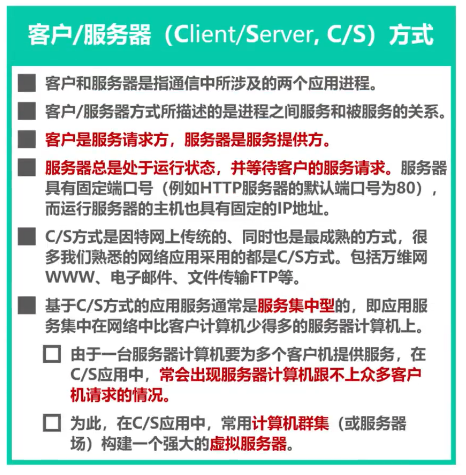 客户/服务器（Client/Server, C/S）方式
客户和服务器是指通信中所涉及的两个应用进程。
客户/服务器方式所描述的是进程之间服务和被服务的关系。
客户是服务请求方，服务器是服务提供方。
服务器总是处于运行状态，并等待客户的服务请求。服务器
具有固定端口号（例如HTTP服务器的默认端口号为80），
而运行服务器的主机也具有固定的IP地址。
C/S方式是因特网上传统的、同时也是最成熟的方式，很
多我们熟悉的网络应用采用的都是C/S方式。包括万维网
WWW、电子邮件、文件传输FTP等。
基于C/S方式的应用服务通常是服务集中型的，即应用服
务集中在网络中比客户计算机少得多的服务器计算机上。
由于一台服务器计算机要为多个客户机提供服务，在
C/S应用中，常会出现服务器计算机跟不上众多客户
机请求的情况。
为此，在C/S应用中，常用计算机群集（或服务器
场）构建一个强大的虚拟服务器。